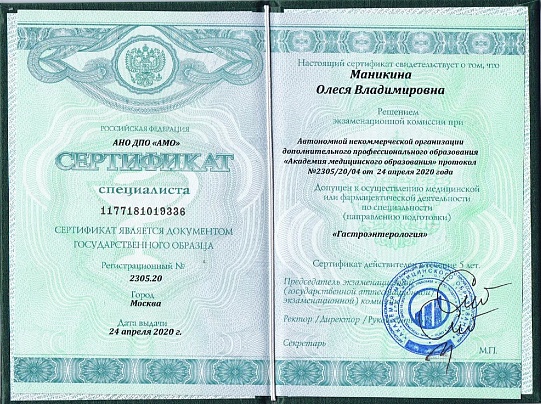 РОССИЙСКАЯ ФЕДЕРАЦИЯ
АНО ДПО «АМО»
СЕРТИФИКАТ
специалиста
1177181019336
СЕРТИФИКАТ ЯВЛЯЕТСЯ ДОКУМЕНТОМ
ГОСУДАРСТВЕННОГО ОБРАЗЦА
Регистрационный №
2305.20
Город
Москва
Дата выдачи
24 апреля 2020 г.
Настоящий сертификат свидетельствует о том, что
Маникина
Олеся Владимировна
Решением
экзаменационной комиссии при
Автономной некоммерческой организации
дополнительного профессионального образования
«Академия медицинского образования» протокол
№2305/20/04 от 24 апреля 2020 года
Допущен к осуществлению медицинской
или фармацевтической деятельности
по специальности
(направлению подготовки)
«Гастроэнтерология»
Сертификат действителен в течение 5 лет.
Председатель
(государственной
экзаменационной)
Ректор /Директор
Секретарь
М.П.